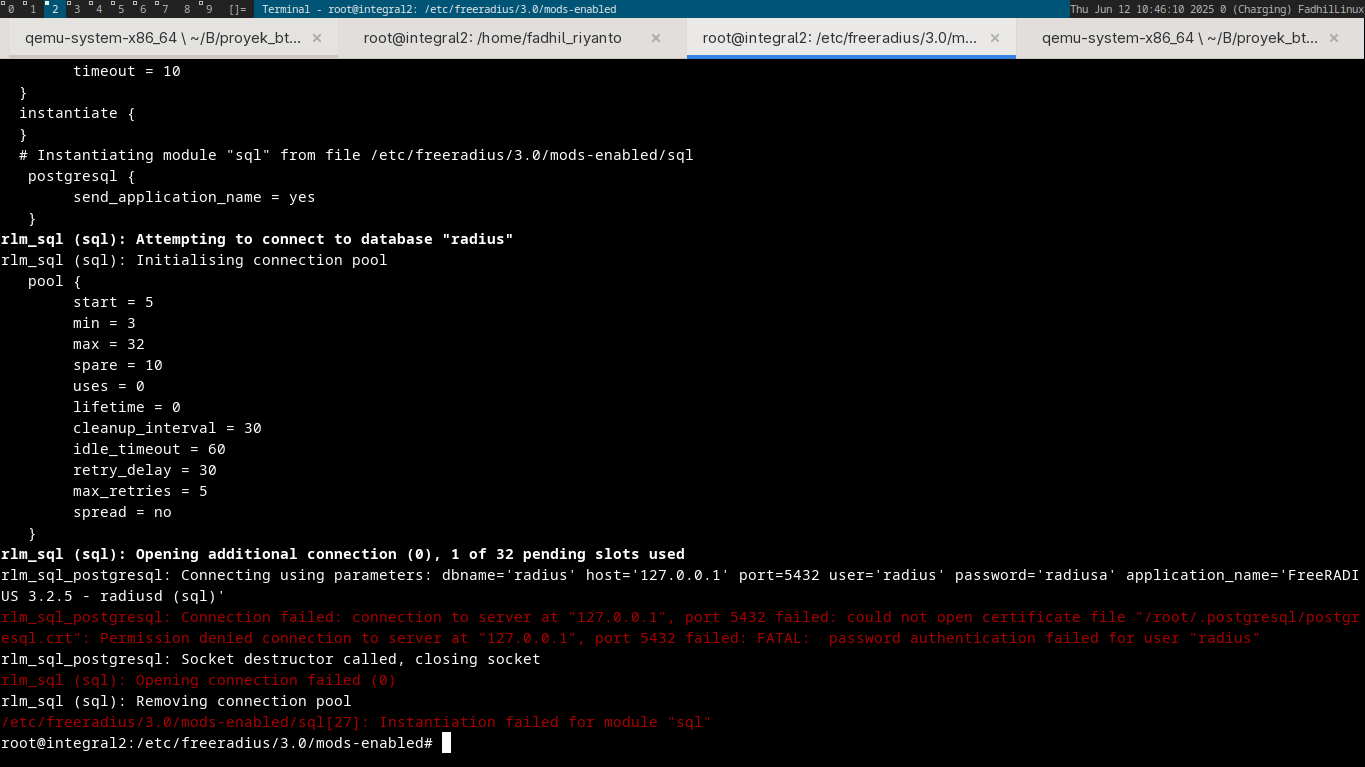 0 1 2 3 4 5 6 7 8 9 []= Terminal - root@integral2: /etc/freeradius/3.0/mods-enabled Thu Jun 12 10:46:10 2025 0 (Charging) FadhilLinux
qemu-system-x86_64 \ ~/B/proyek_bt... × root@integral2: /home/fadhil_riyanto × root@integral2: /etc/freeradius/3.0/m... × qemu-system-x86_64 \ ~/B/proyek_bt... ×
timeout = 10
}
instantiate {
}
# Instantiating module "sql" from file /etc/freeradius/3.0/mods-enabled/sql
postgresql {
send_application_name = yes
}
rlm_sql (sql): Attempting to connect to database "radius"
rlm_sql (sql): Initialising connection pool
pool {
start = 5
min = 3
max = 32
spare = 10
uses = 0
lifetime = 0
cleanup_interval = 30
idle_timeout = 60
retry_delay = 30
max_retries = 5
spread = no
}
rlm_sql (sql): Opening additional connection (0), 1 of 32 pending slots used
rlm_sql_postgresql: Connecting using parameters: dbname='radius' host='127.0.0.1' port=5432 user='radius' password='radiusa' application_name='FreeRADI
US 3.2.5 - radiusd (sql)'
rlm_sql_postgresql: Connection failed: connection to server at "127.0.0.1", port 5432 failed: could not open certificate file "/root/.postgresql/postgr
esql.crt": Permission denied connection to server at "127.0.0.1", port 5432 failed: FATAL:  password authentication failed for user "radius"
rlm_sql_postgresql: Socket destructor called, closing socket
rlm_sql (sql): Opening connection failed (0)
rlm_sql (sql): Removing connection pool
/etc/freeradius/3.0/mods-enabled/sql[27]: Instantiation failed for module "sql"
root@integral2:/etc/freeradius/3.0/mods-enabled#